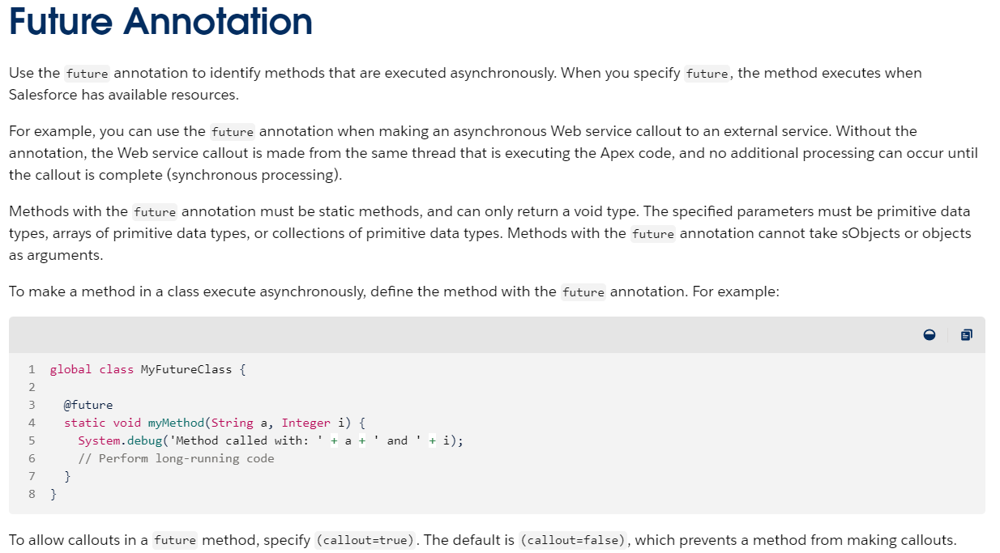 Future Annotation
Use the future annotation to identify methods that are executed asynchronously. When you specify future, the method executes when
Salesforce has available resources.
For example, you can use the future annotation when making an asynchronous Web service callout to an external service. Without the
annotation, the Web service callout is made from the same thread that is executing the Apex code, and no additional processing can occur until
the callout is complete (synchronous processing).
Methods with the future annotation must be static methods, and can only return a void type. The specified parameters must be primitive data
types, arrays of primitive data types, or collections of primitive data types. Methods with the future annotation cannot take sObjects or objects
as arguments.
To make a method in a class execute asynchronously, define the method with the future annotation. For example:
1 global class MyFutureClass {
2
3 @future
4 static void myMethod(String a, Integer i) {
5 System.debug('Method called with: ' + a + ' and ' + i);
6 // Perform long-running code
7 }
8 }
To allow callouts in a future method, specify (callout=true). The default is (callout=false), which prevents a method from making callouts.